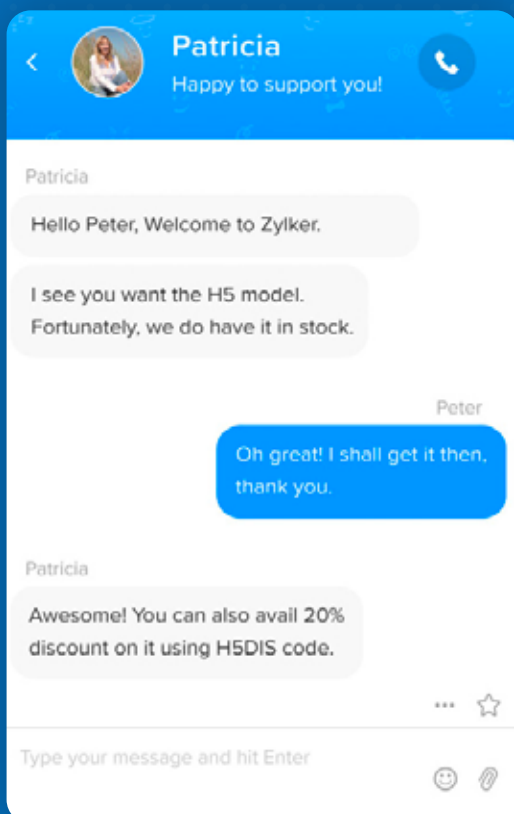 Patricia
Happy to support you!
Patricia
Hello Peter, Welcome to Zylker.
I see you want the H5 model.
Fortunately, we do have it in stock.
Peter
Oh great! I shall get it then,
thank you.
Patricia
Awesome! You can also avail 20%
discount on it using H5DIS code.
Type your message and hit Enter